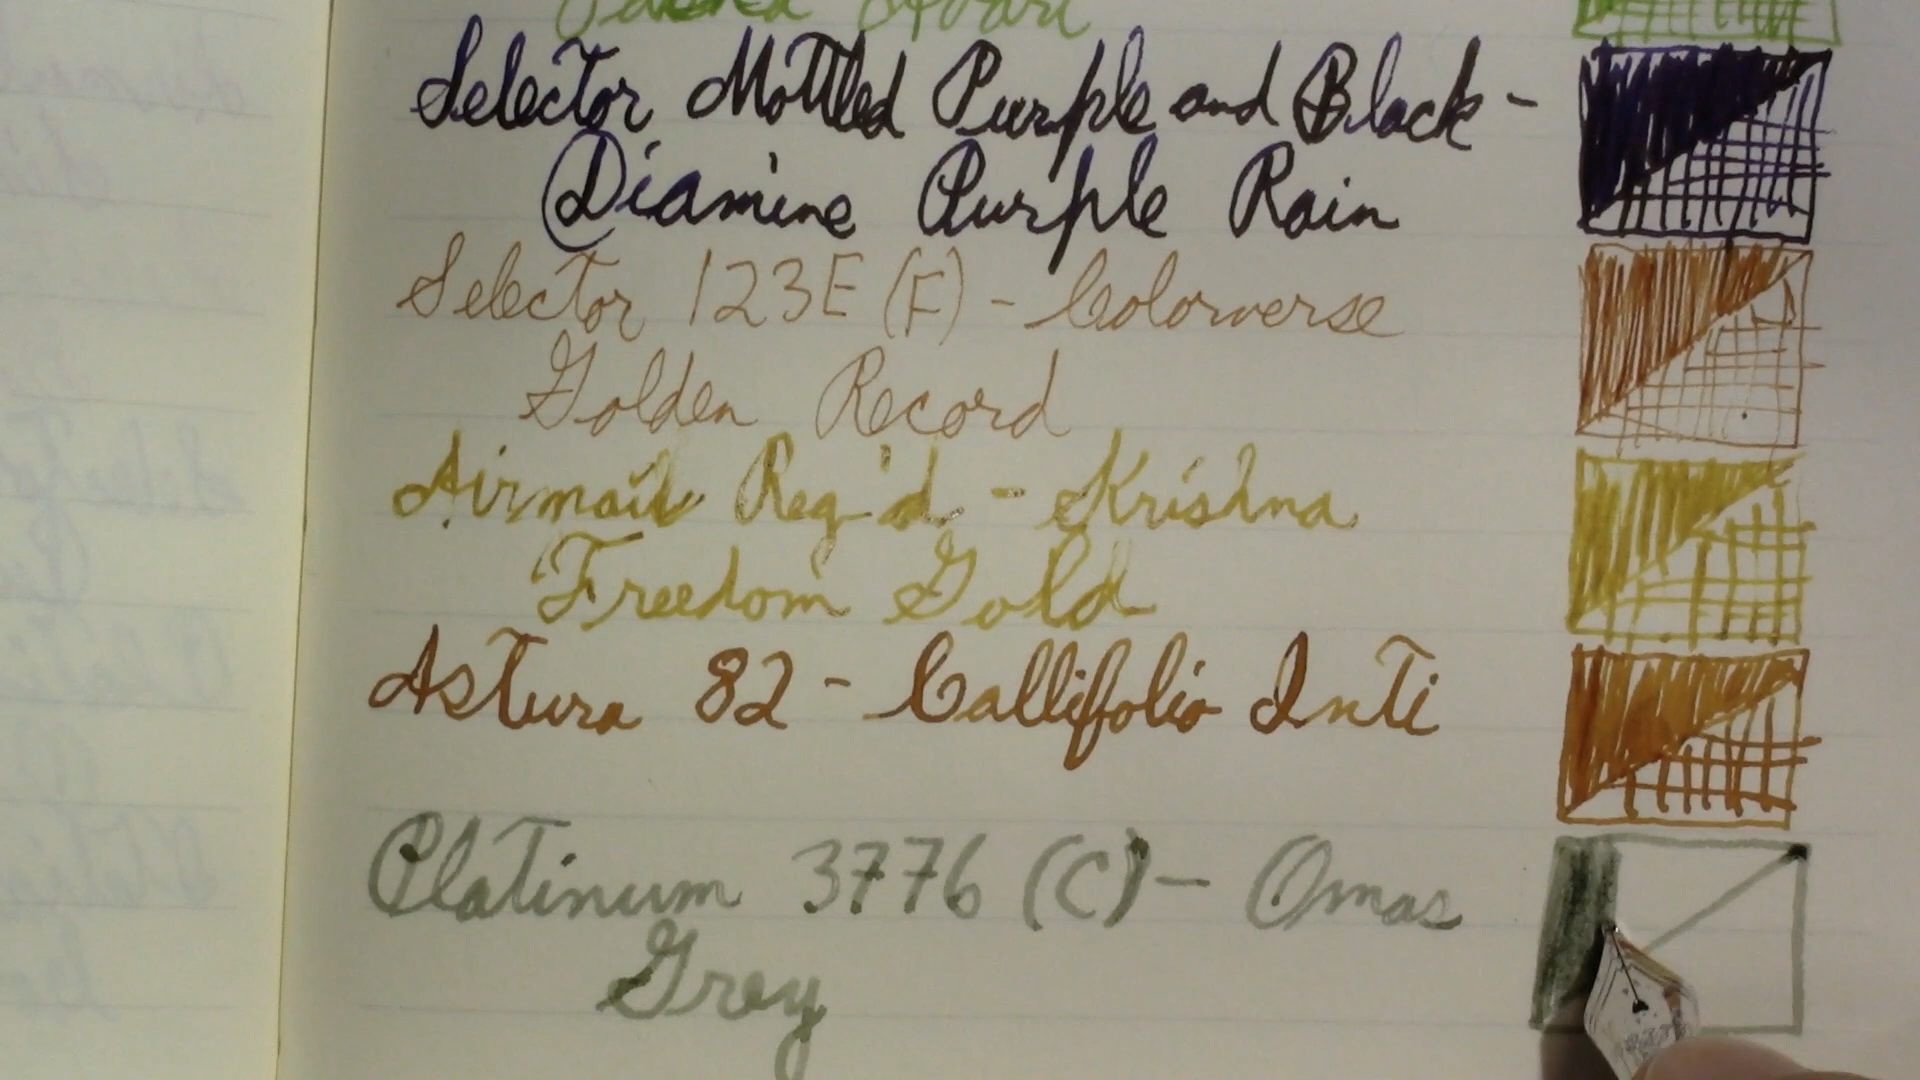 Selector Mottled Purple and Black -
Diamine Purple Rain
Selector 123E (F) - Colorverse
Golden Record
Airmail Reg'd - Krishna
Freedom Gold
Astura 82 - Callifolio Inti
Platinum 3776 (C) - Omas
Grey